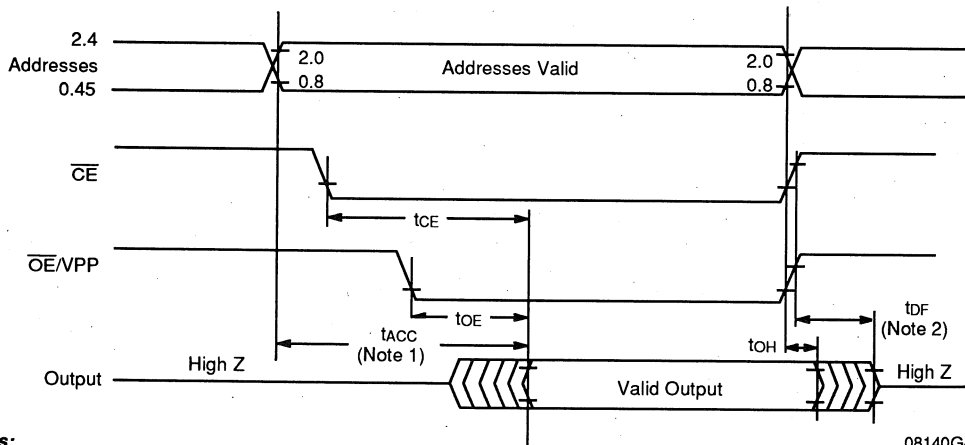 2.4
Addresses
0.45
2.0
0.8
Addresses Valid
2.0
0.8
CE
tCE
OE/VPP
tOE
tACC
(Note 1)
tDF
(Note 2)
tOH
Output
High Z
Valid Output
High Z
s:
08140G